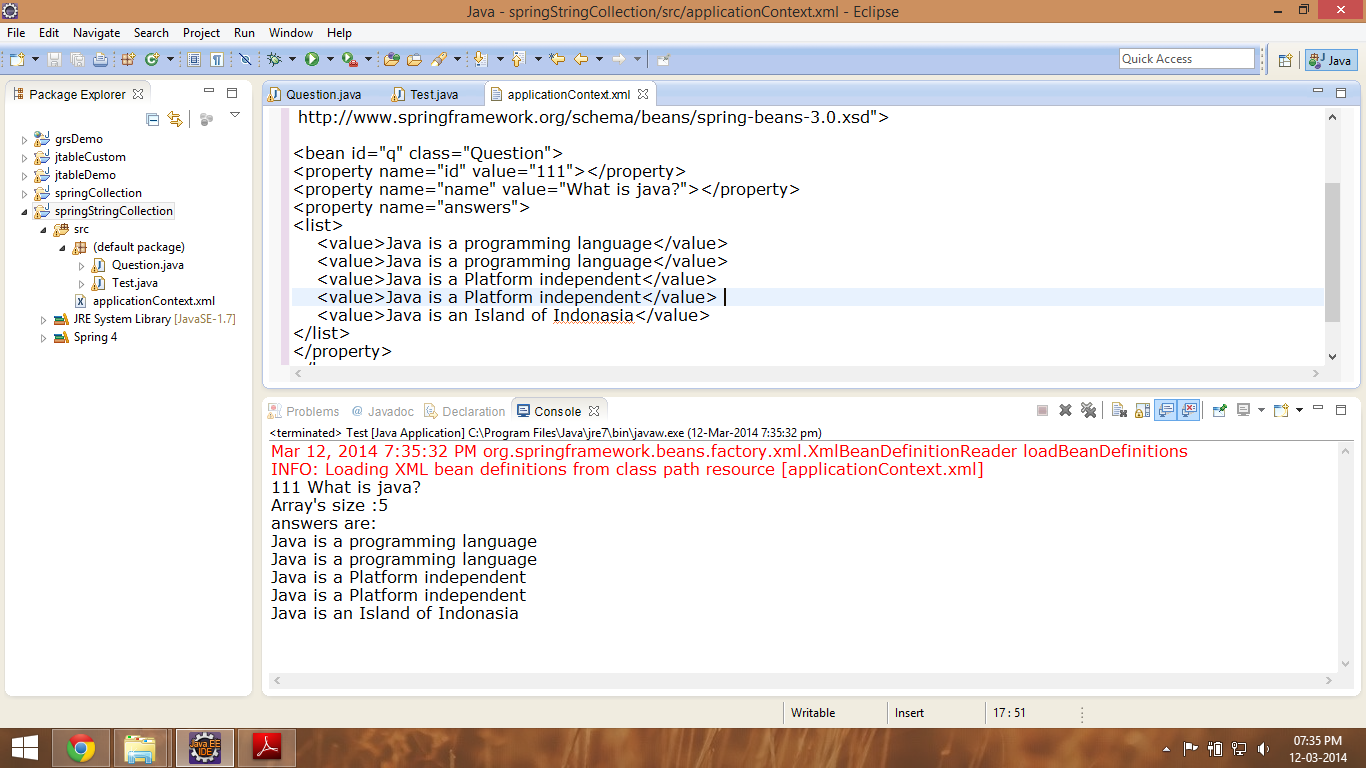 Java - springStringCollection/src/applicationContext.xml - Eclipse
File Edit Navigate Search Project Run Window Help
Quick Access
Java
Package Explorer
grsDemo
jtableCustom
jtableDemo
springCollection
springStringCollection
src
(default package)
Question.java
Test.java
applicationContext.xml
JRE System Library [JavaSE-1.7]
Spring 4
Question.java Test.java applicationContext.xml
http://www.springframework.org/schema/beans/spring-beans-3.0.xsd">
<bean id="q" class="Question">
<property name="id" value="111"></property>
<property name="name" value="What is java?"></property>
<property name="answers">
<list>
<value>Java is a programming language</value>
<value>Java is a programming language</value>
<value>Java is a Platform independent</value>
<value>Java is a Platform independent</value>
<value>Java is an Island of Indonasia</value>
</list>
</property>
Problems @ Javadoc Declaration Console
<terminated> Test [Java Application] C:\Program Files\Java\jre7\bin\javaw.exe (12-Mar-2014 7:35:32 pm)
Mar 12, 2014 7:35:32 PM org.springframework.beans.factory.xml.XmlBeanDefinitionReader loadBeanDefinitions
INFO: Loading XML bean definitions from class path resource [applicationContext.xml]
111 What is java?
Array's size :5
answers are:
Java is a programming language
Java is a programming language
Java is a Platform independent
Java is a Platform independent
Java is an Island of Indonasia
Writable Insert 17 : 51
Java EE
IDE
07:35 PM
12-03-2014